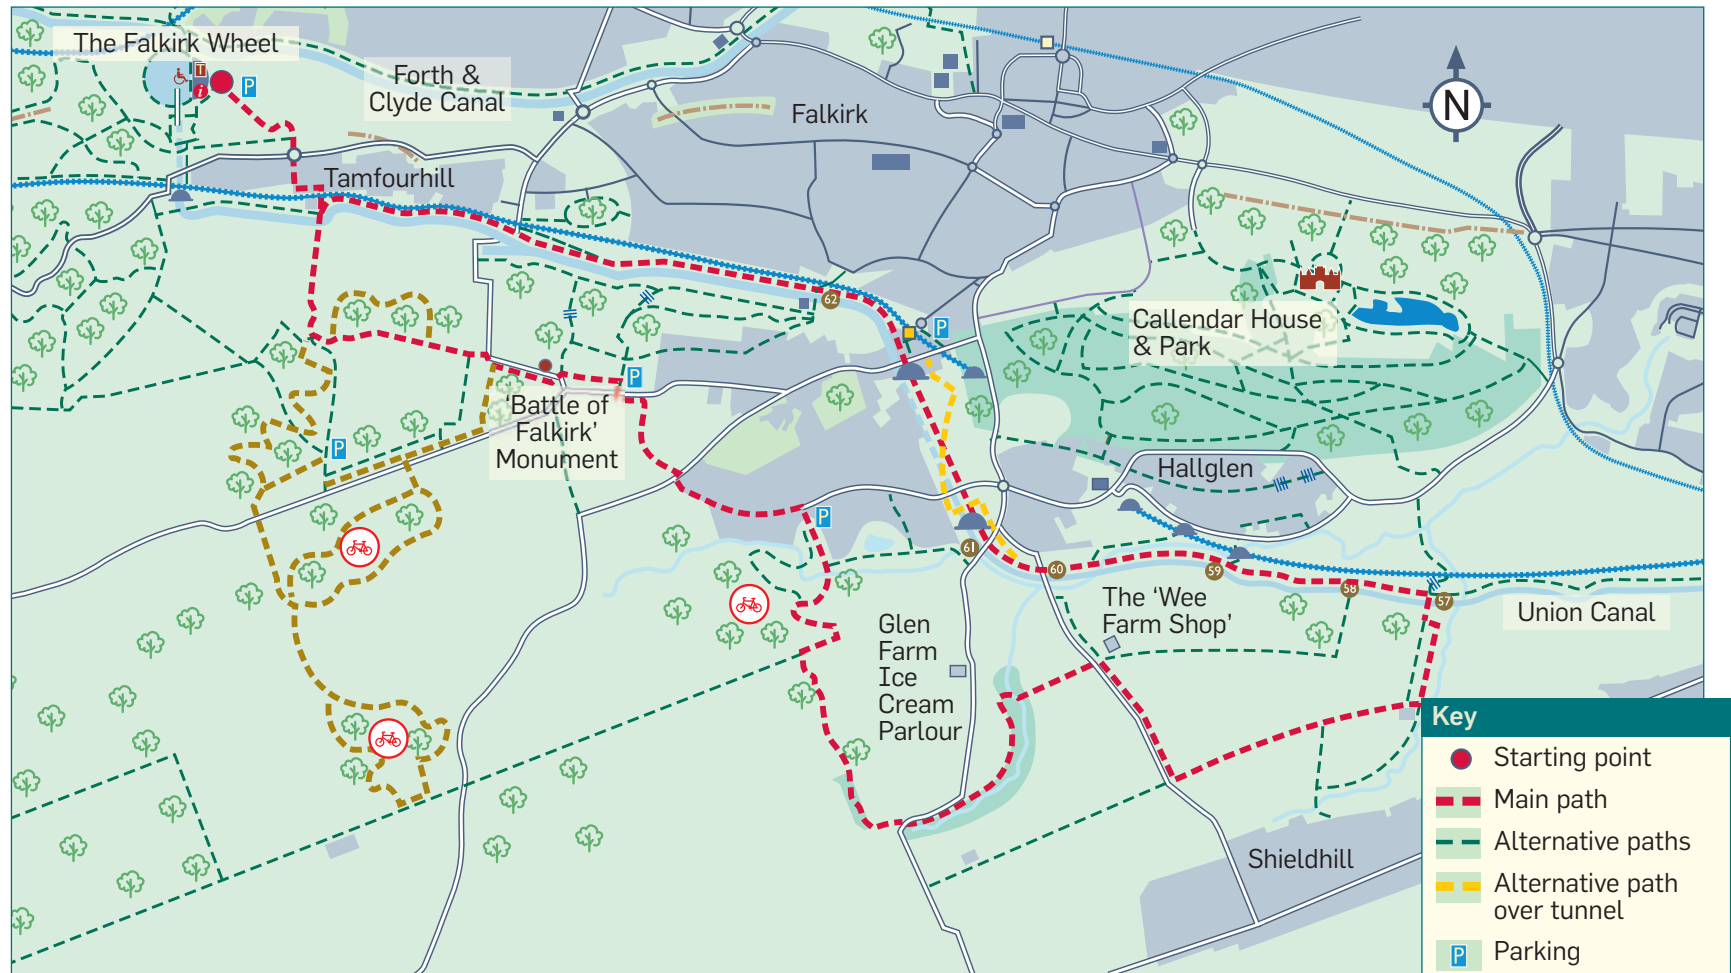 The Falkirk Wheel
T
i
P
Forth &
Clyde Canal
Falkirk
N
Tamfourhill
62
P
Callendar House
& Park
P
'Battle of
Falkirk'
Monument
P
Hallglen
P
61
60
59
58
57
The 'Wee
Farm Shop'
Union Canal
Glen
Farm
Ice
Cream
Parlour
Shieldhill
Key
Starting point
Main path
Alternative paths
Alternative path
over tunnel
P Parking